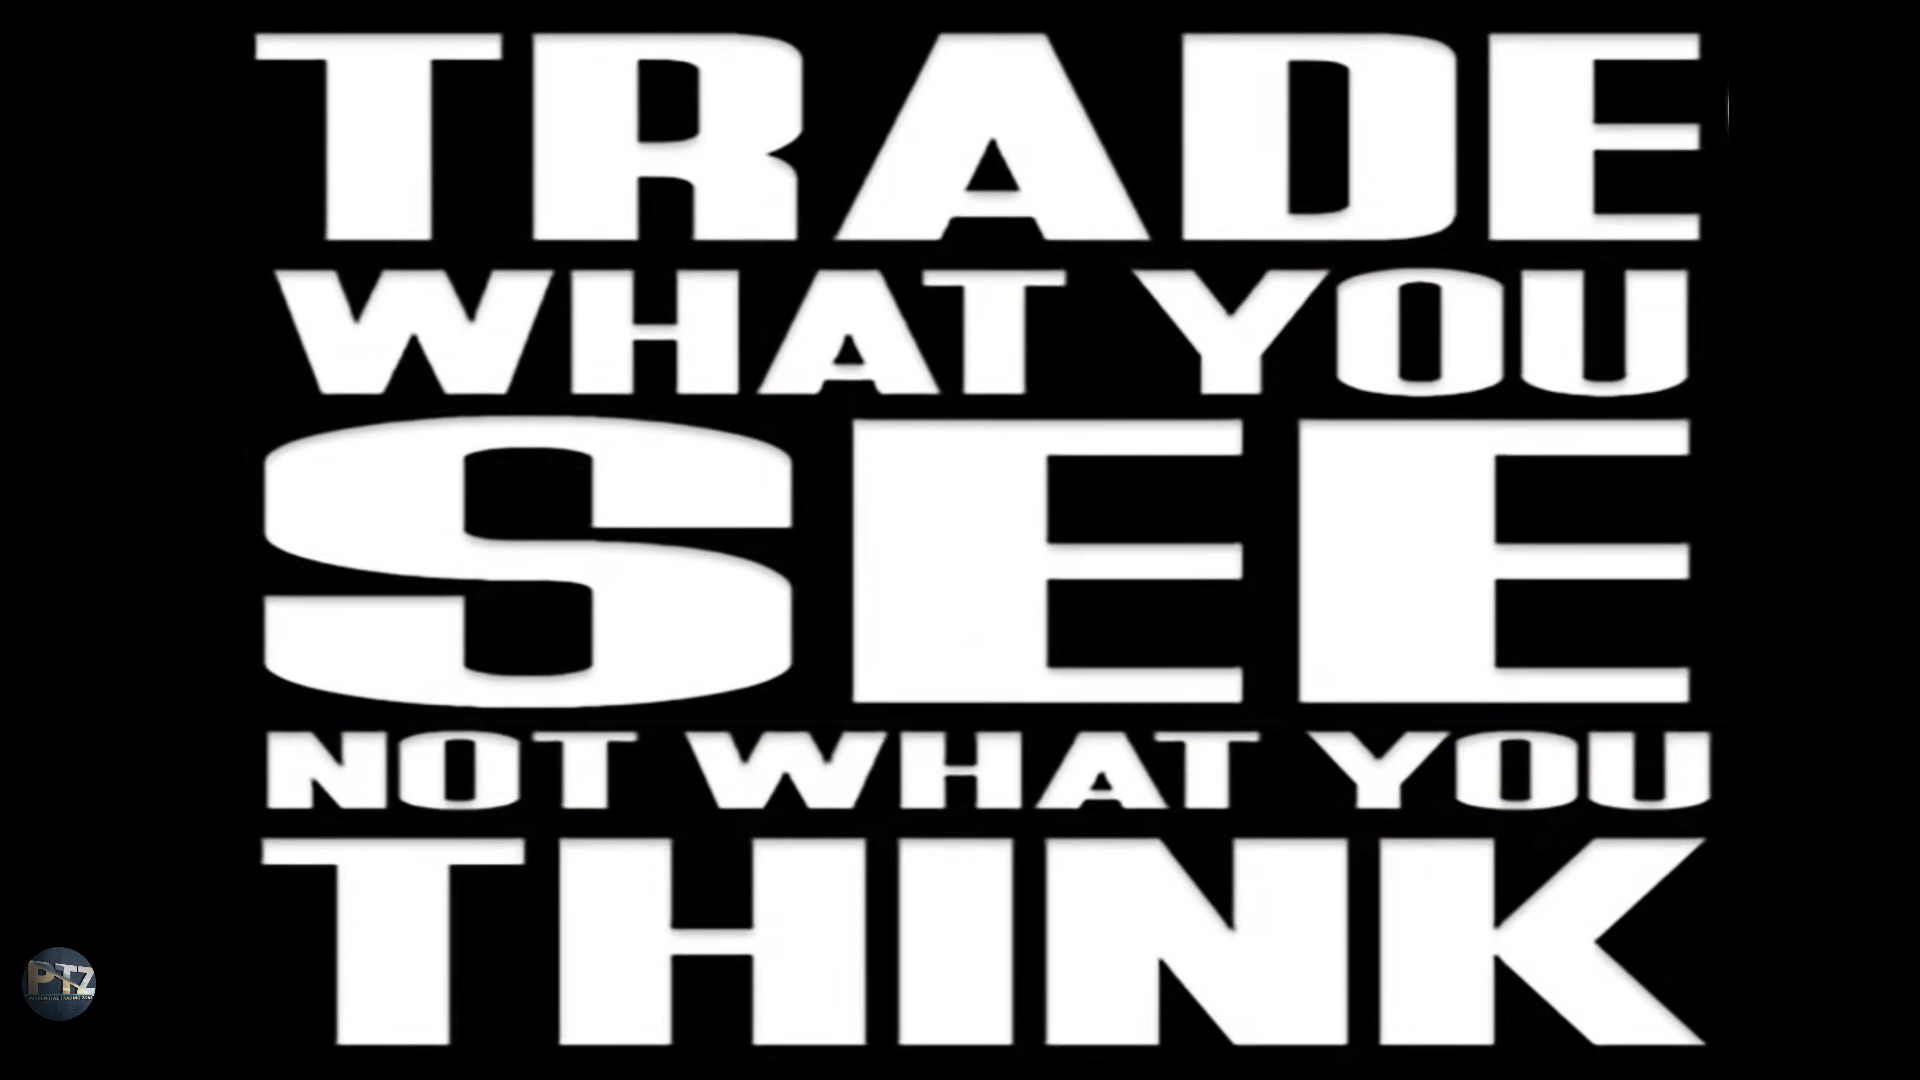 TRADE
WHAT YOU
SEE
NOT WHAT YOU
THINK
PTZ